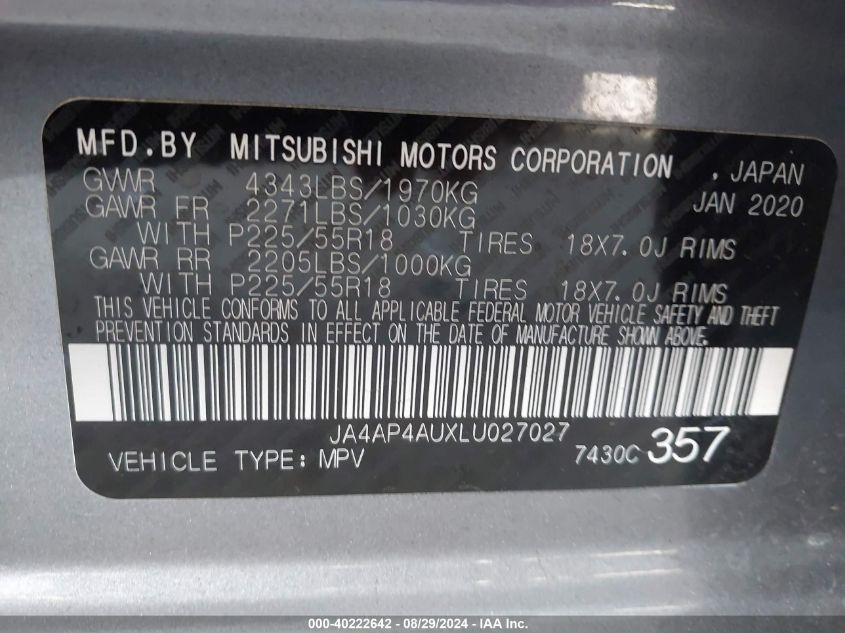 MFD.BY MITSUBISHI MOTORS CORPORATION , JAPAN
GVWR 4343LBS/1970KG JAN 2020
GAWR FR 2271LBS/1030KG
WITH P225/55R18 TIRES 18X7.0J RIMS
GAWR RR 2205LBS/1000KG
WITH P225/55R18 TIRES 18X7.0J RIMS
THIS VEHICLE CONFORMS TO ALL APPLICABLE FEDERAL MOTOR VEHICLE SAFETY AND THEFT
PREVENTION STANDARDS IN EFFECT ON THE DATE OF MANUFACTURE SHOWN ABOVE.
JA4AP4AUXLU027027
VEHICLE TYPE: MPV 7430C 357
000-40222642 - 08/29/2024 - IAA Inc.